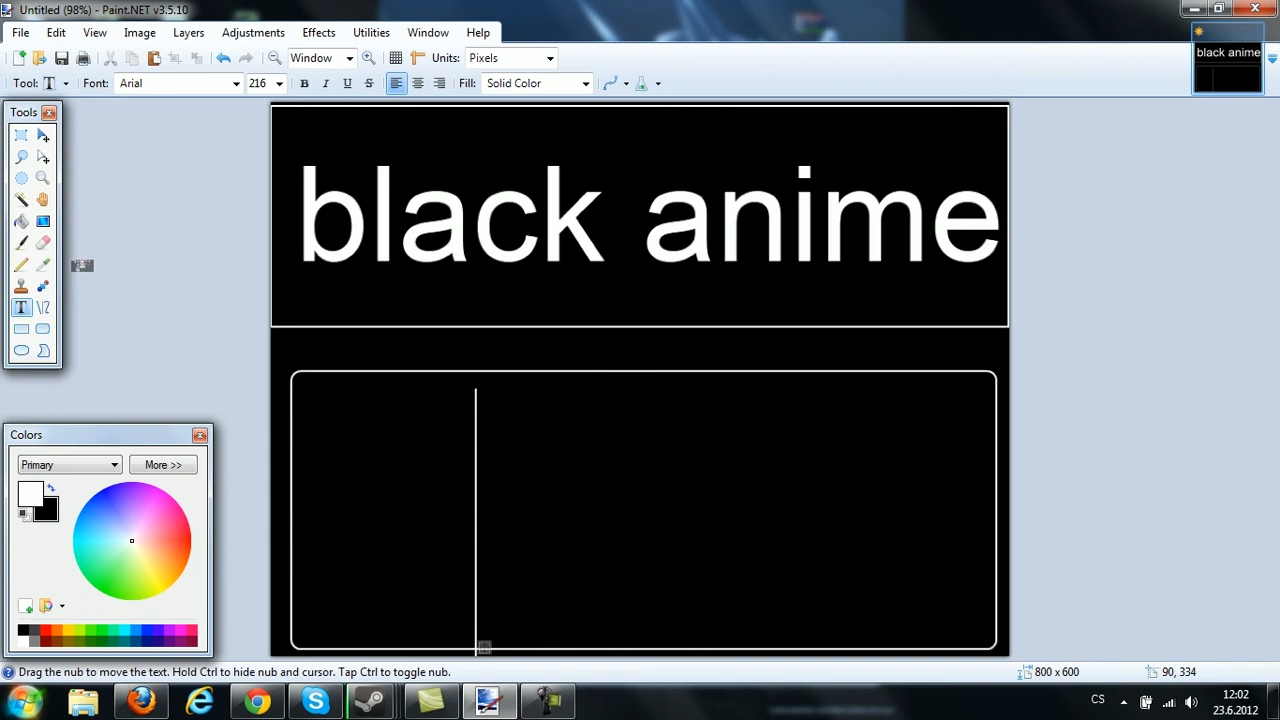 Untitled (98%) - Paint.NET v3.5.10
File Edit View Image Layers Adjustments Effects Utilities Window Help
Window Units: Pixels
Tool: T Font: Arial 216 B I U S Fill: Solid Color
black anime
Tools
black anime
Colors
Primary More >>
Drag the nub to move the text. Hold Ctrl to hide nub and cursor. Tap Ctrl to toggle nub. 800 x 600 90, 334
CS 12:02
23.6.2012